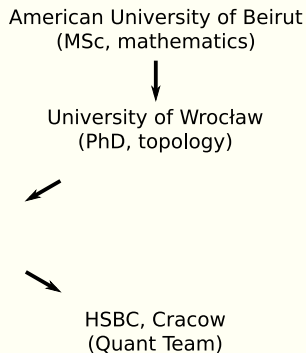 American University of Beirut
(MSc, mathematics)
University of Wrocław
(PhD, topology)
HSBC, Cracow
(Quant Team)